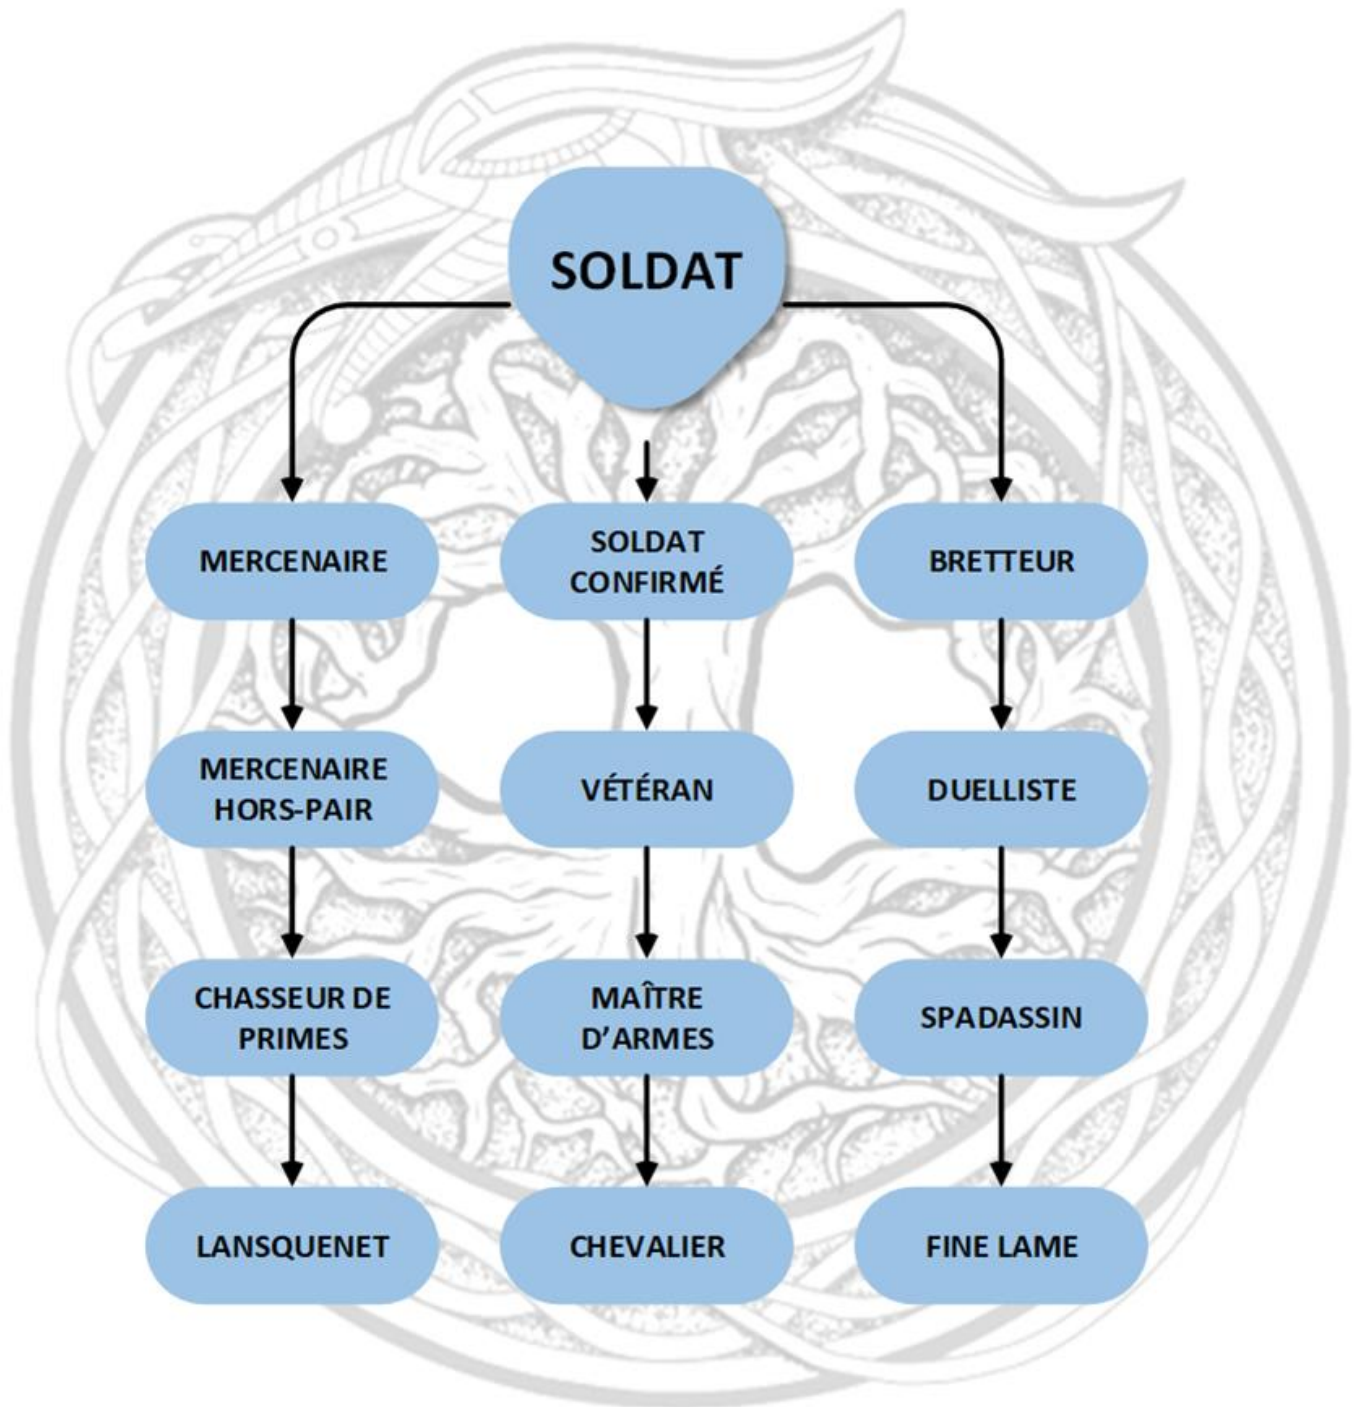 SOLDAT
MERCENAIRE
SOLDAT
CONFIRMÉ
BRETTEUR
MERCENAIRE
HORS-PAIR
VÉTÉRAN
DUELLISTE
CHASSEUR DE
PRIMES
MAÎTRE
D’ARMES
SPADASSIN
LANSQUENET
CHEVALIER
FINE LAME